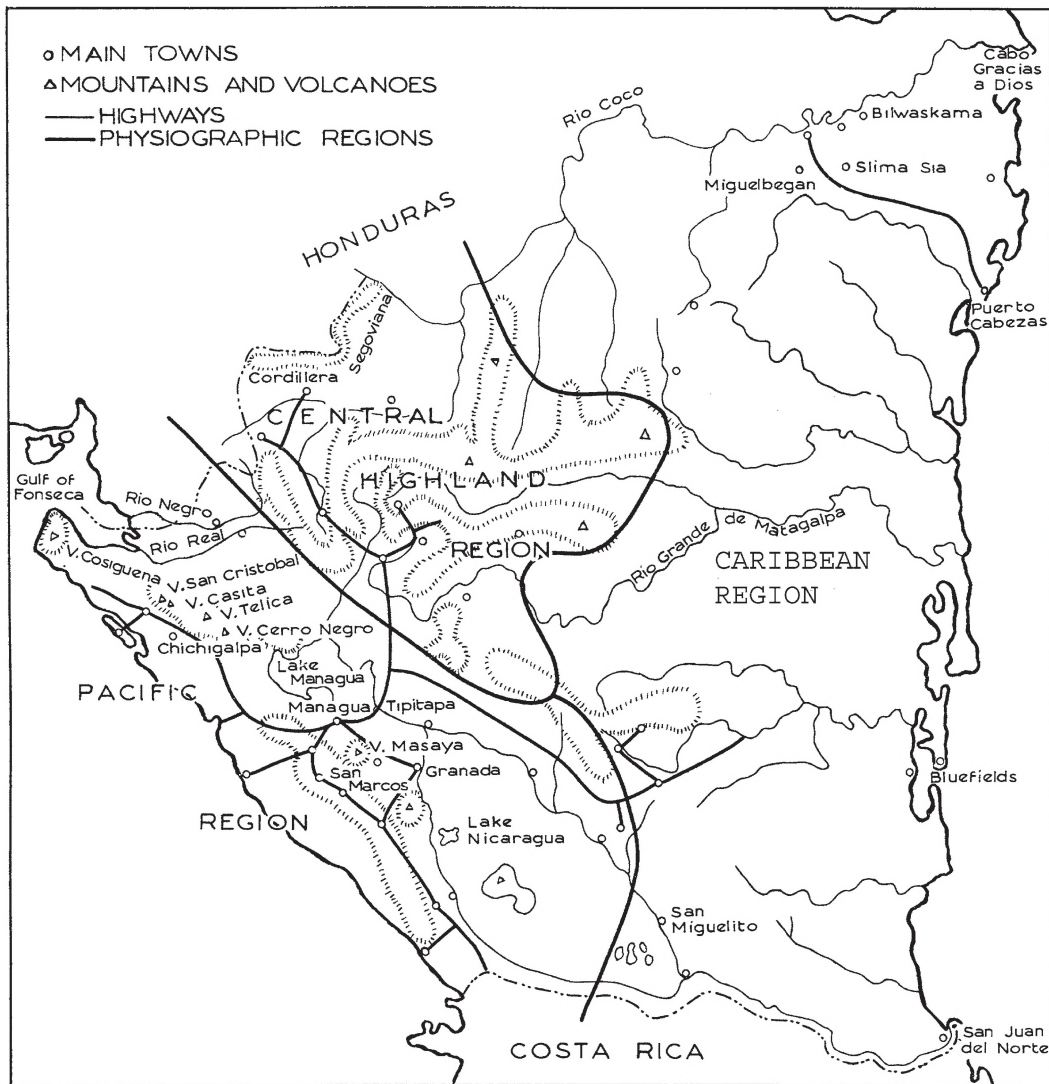 MAIN TOWNS
MOUNTAINS AND VOLCANOES
HIGHWAYS
PHYSIOGRAPHIC REGIONS
Cabo
Gracias
a Dios
Rio Coco
Bilwaskama
Slima Sia
Miguelbegan
HONDURAS
Puerto
Cabezas
Segoviana
Cordillera
CENTRAL
HIGHLAND
REGION
Gulf of
Fonseca
Rio Negro
Rio Real
Rio Grande de Matagalpa
CARIBBEAN
REGION
V. Cosiguena
V. San Cristobal
V. Casita
V. Telica
V. Cerro Negro
Chichigalpa
Lake
Managua
PACIFIC
REGION
Managua
Tipitapa
V. Masaya
San
Marcos
Granada
Bluefields
Lake
Nicaragua
San
Miguelito
COSTA RICA
San Juan
del Norte